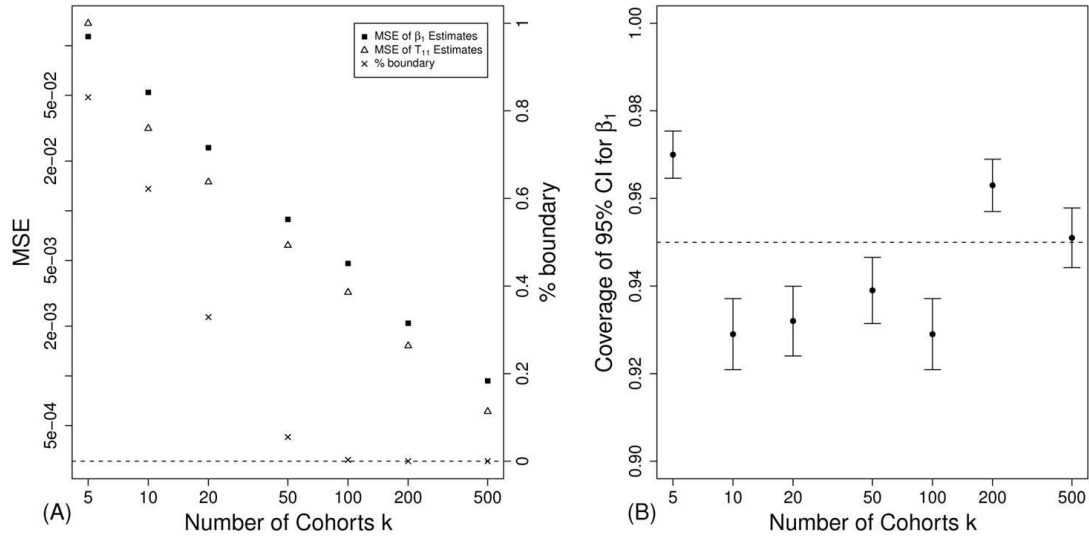 MSE of β₁ Estimates
MSE of T₁₁ Estimates
% boundary
MSE
5e−02
2e−02
5e−03
2e−03
5e−04
% boundary
1
0.8
0.6
0.4
0.2
0
5 10 20 50 100 200 500
(A)
Number of Cohorts k
Coverage of 95% CI for β₁
1.00
0.98
0.96
0.94
0.92
0.90
5 10 20 50 100 200 500
(B)
Number of Cohorts k